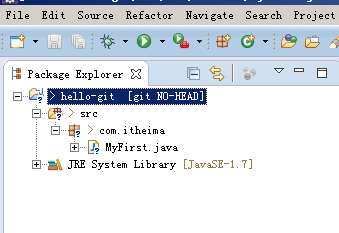 File Edit Source Refactor Navigate Search Project
Package Explorer
> hello-git [git NO-HEAD]
> src
> com.itheima
MyFirst.java
JRE System Library [JavaSE-1.7]